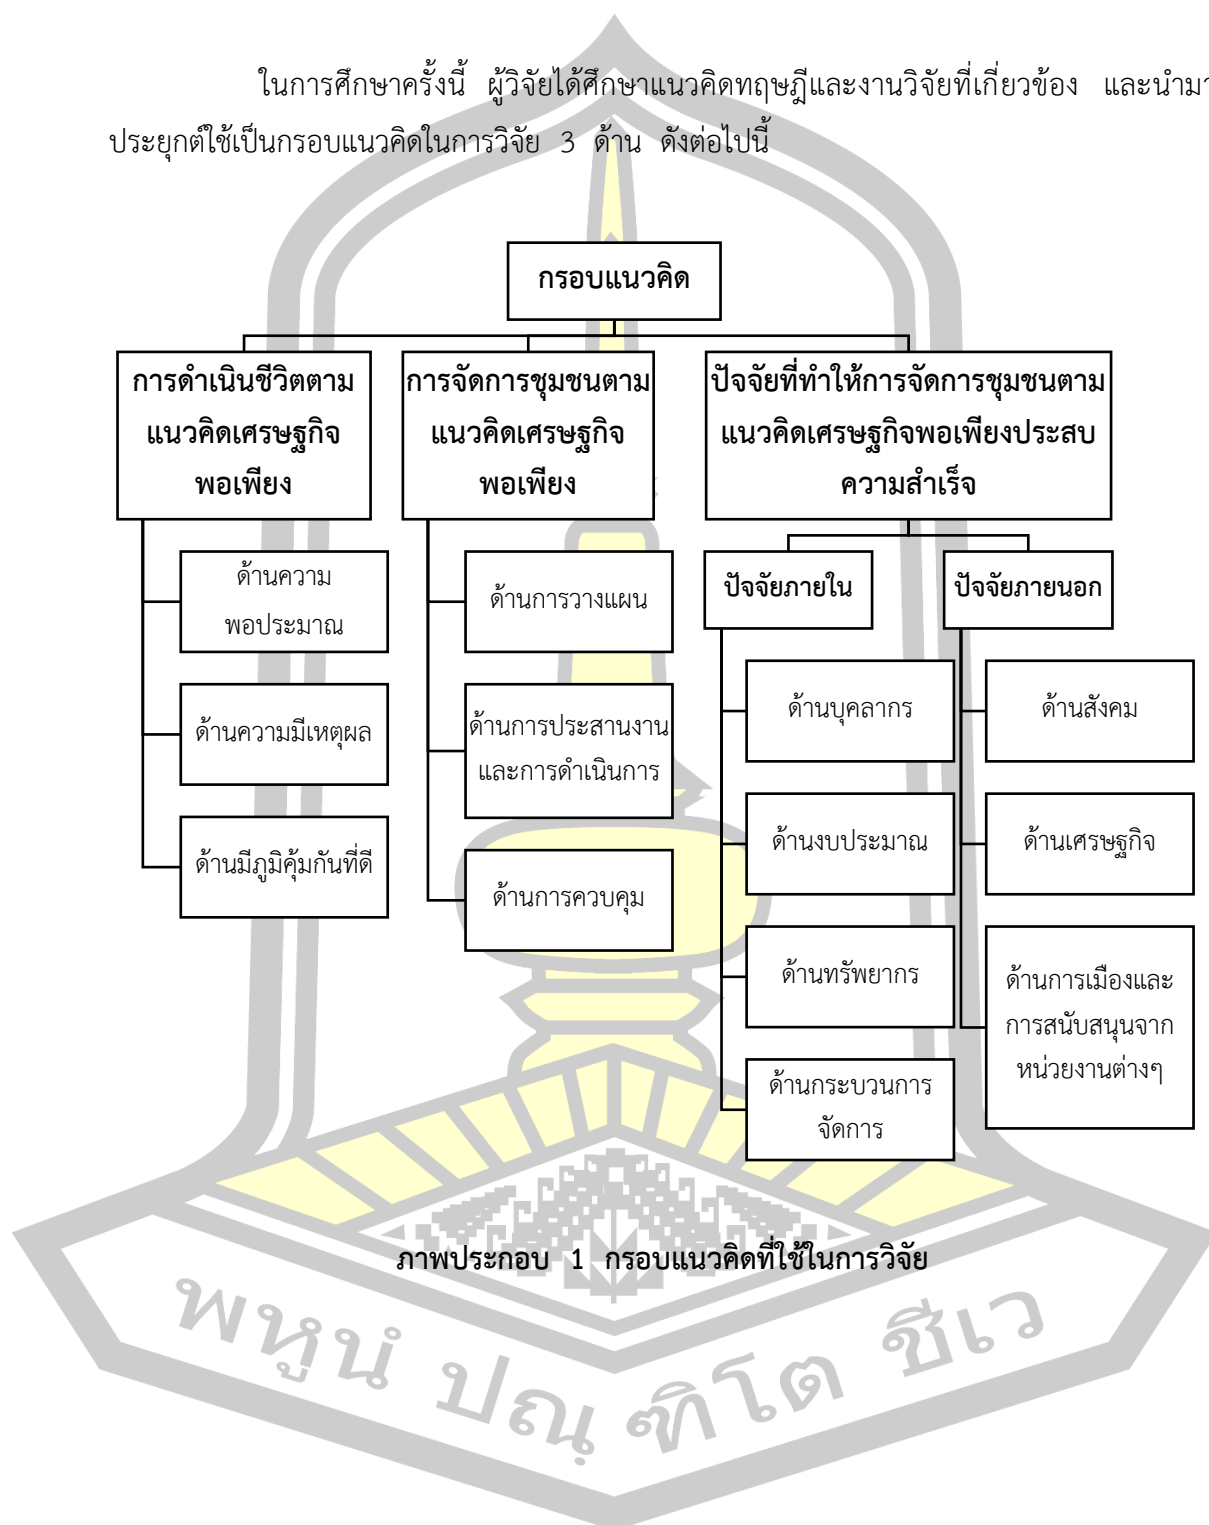 ในการศึกษาครั้งนี้ ผู้วิจัยได้ศึกษาแนวคิดทฤษฎีและงานวิจัยที่เกี่ยวข้อง และนำมา
ประยุกต์ใช้เป็นกรอบแนวคิดในการวิจัย 3 ด้าน ดังต่อไปนี้
กรอบแนวคิด
การดำเนินชีวิตตาม
แนวคิดเศรษฐกิจ
พอเพียง
ด้านความ
พอประมาณ
ด้านความมีเหตุผล
ด้านมีภูมิคุ้มกันที่ดี
การจัดการชุมชนตาม
แนวคิดเศรษฐกิจ
พอเพียง
ด้านการวางแผน
ด้านการประสานงาน
และการดำเนินการ
ด้านการควบคุม
ปัจจัยที่ทำให้การจัดการชุมชนตาม
แนวคิดเศรษฐกิจพอเพียงประสบ
ความสำเร็จ
ปัจจัยภายใน
ด้านบุคลากร
ด้านงบประมาณ
ด้านทรัพยากร
ด้านกระบวนการ
จัดการ
ปัจจัยภายนอก
ด้านสังคม
ด้านเศรษฐกิจ
ด้านการเมืองและ
การสนับสนุนจาก
หน่วยงานต่างๆ
ภาพประกอบ 1 กรอบแนวคิดที่ใช้ในการวิจัย
พหูนํ ปณฺฑิโต ชีเว